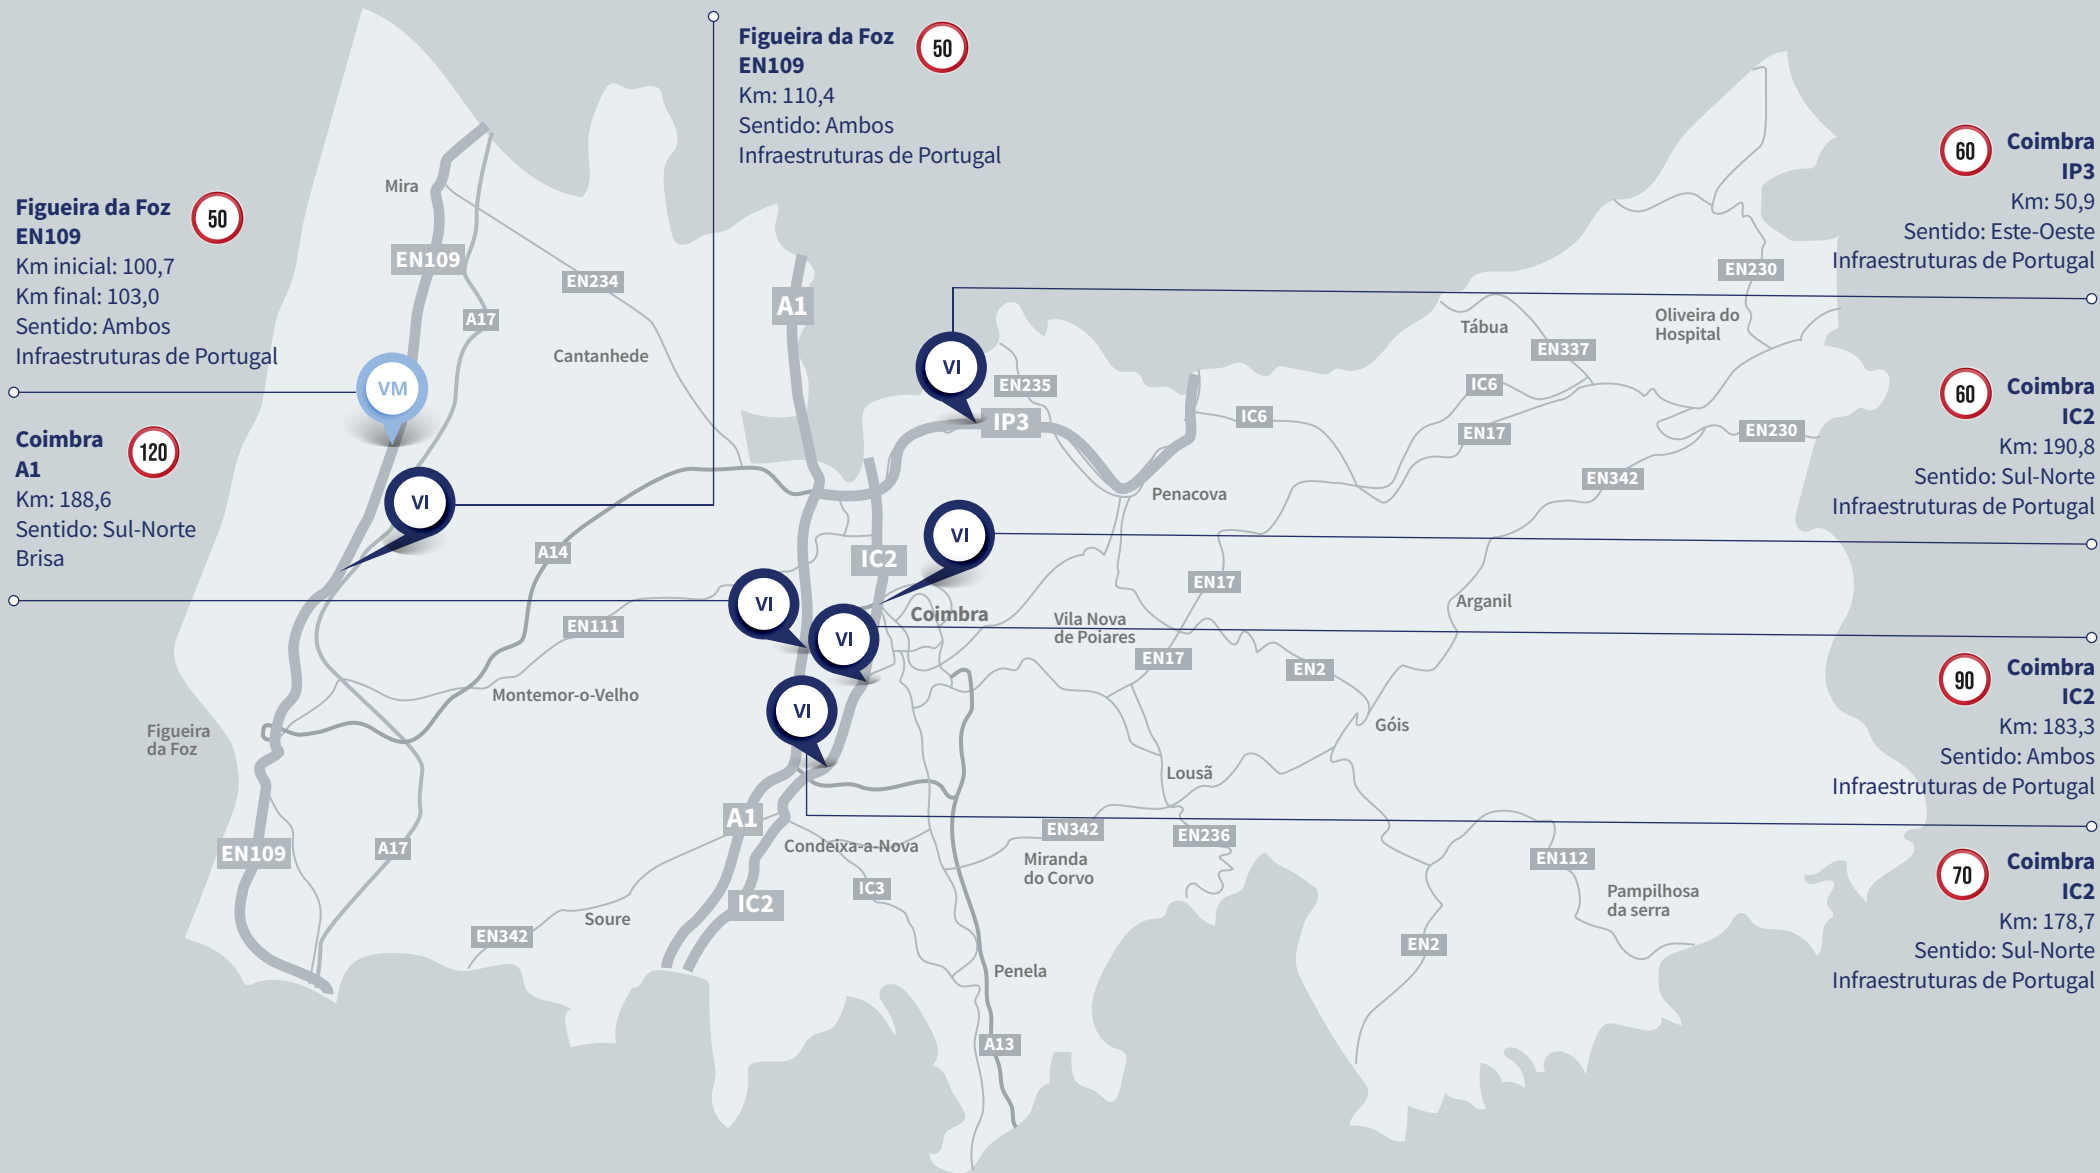 Figueira da Foz
EN109
50
Km: 110,4
Sentido: Ambos
Infraestruturas de Portugal
Figueira da Foz
EN109
50
Km inicial: 100,7
Km final: 103,0
Sentido: Ambos
Infraestruturas de Portugal
Coimbra
A1
120
Km: 188,6
Sentido: Sul-Norte
Brisa
60
Coimbra
IP3
Km: 50,9
Sentido: Este-Oeste
Infraestruturas de Portugal
60
Coimbra
IC2
Km: 190,8
Sentido: Sul-Norte
Infraestruturas de Portugal
90
Coimbra
IC2
Km: 183,3
Sentido: Ambos
Infraestruturas de Portugal
70
Coimbra
IC2
Km: 178,7
Sentido: Sul-Norte
Infraestruturas de Portugal
Mira
EN109
EN234
A17
A1
Cantanhede
VM
VI
VI
EN235
IP3
IC6
Penacova
Tábua
EN337
IC6
EN17
Oliveira do
Hospital
EN230
EN230
EN342
A14
IC2
VI
VI
VI
VI
Coimbra
EN111
Montemor-o-Velho
Figueira
da Foz
Vila Nova
de Poiares
EN17
EN17
EN2
Arganil
Góis
Lousã
A1
Condeixa-a-Nova
EN342
EN236
Miranda
do Corvo
EN109
A17
IC2
IC3
Soure
EN342
Penela
A13
EN112
Pampilhosa
da serra
EN2